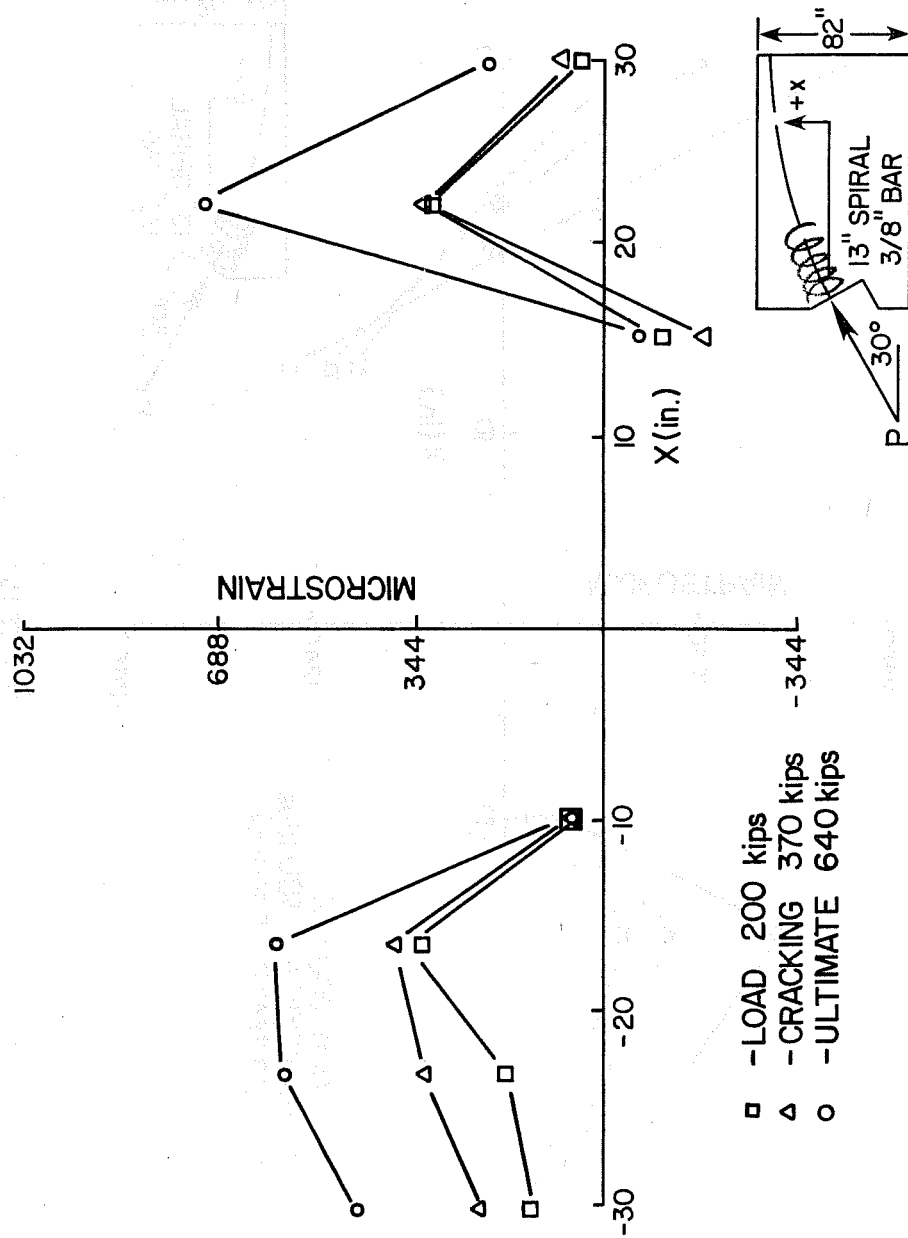 1032
688
344
-344
MICROSTRAIN
-30
-20
-10
10
20
30
X (in.)
□ -LOAD 200 kips
△ -CRACKING 370 kips
○ -ULTIMATE 640 kips
P
30°
13" SPIRAL
3/8" BAR
+X
82"